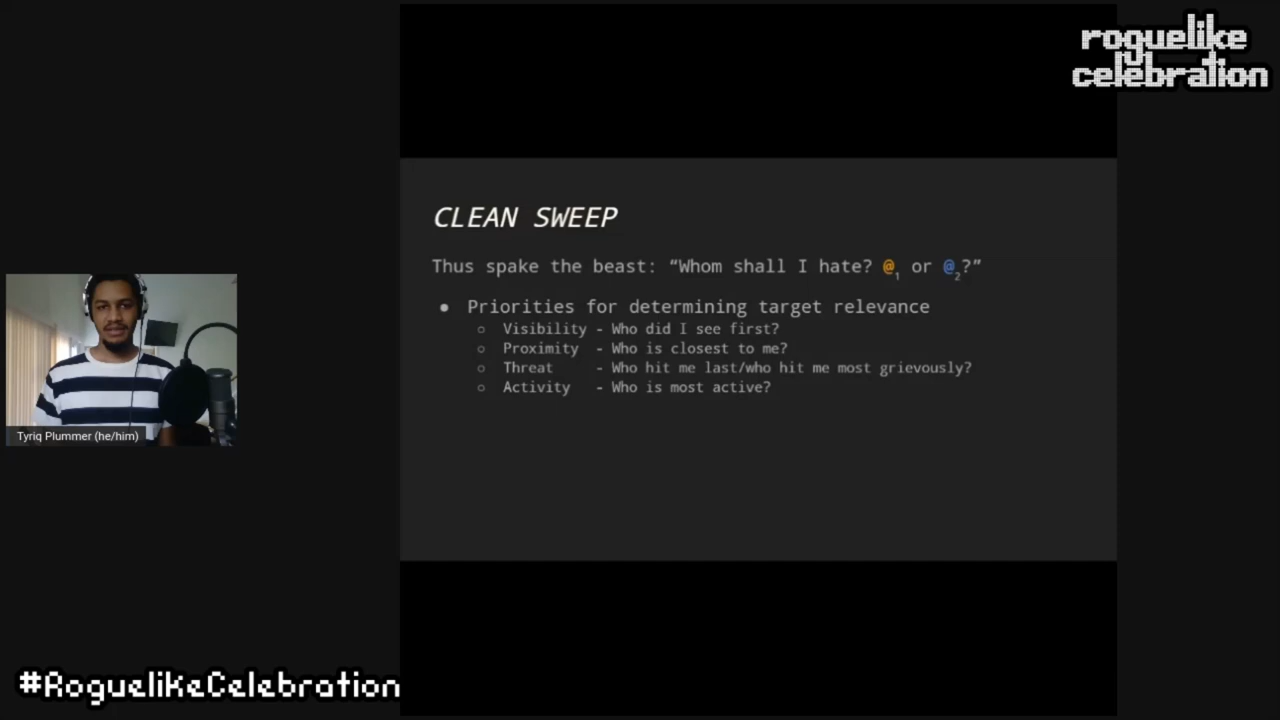 roguelike
celebration
CLEAN SWEEP
Thus spake the beast: “Whom shall I hate? @1 or @2?”
● Priorities for determining target relevance
○ Visibility - Who did I see first?
○ Proximity - Who is closest to me?
○ Threat - Who hit me last/who hit me most grievously?
○ Activity - Who is most active?
Tyriq Plummer (he/him)
#RoguelikeCelebration